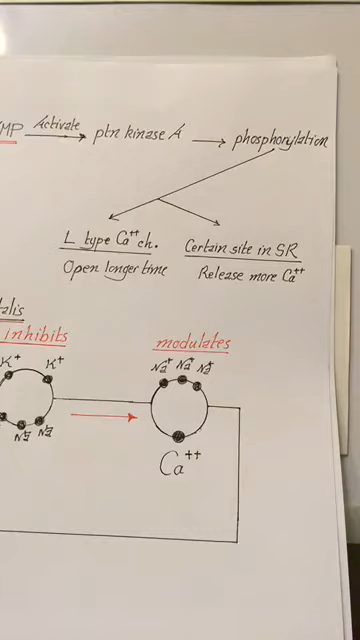 MP Activate ptn kinase A phosphorylation
L type Ca++ ch. Certain site in SR
Open longer time Release more Ca++
talis
inhibits modulates
K+ K+ Na+ Na+ Na+
Na+ Na+
Ca++